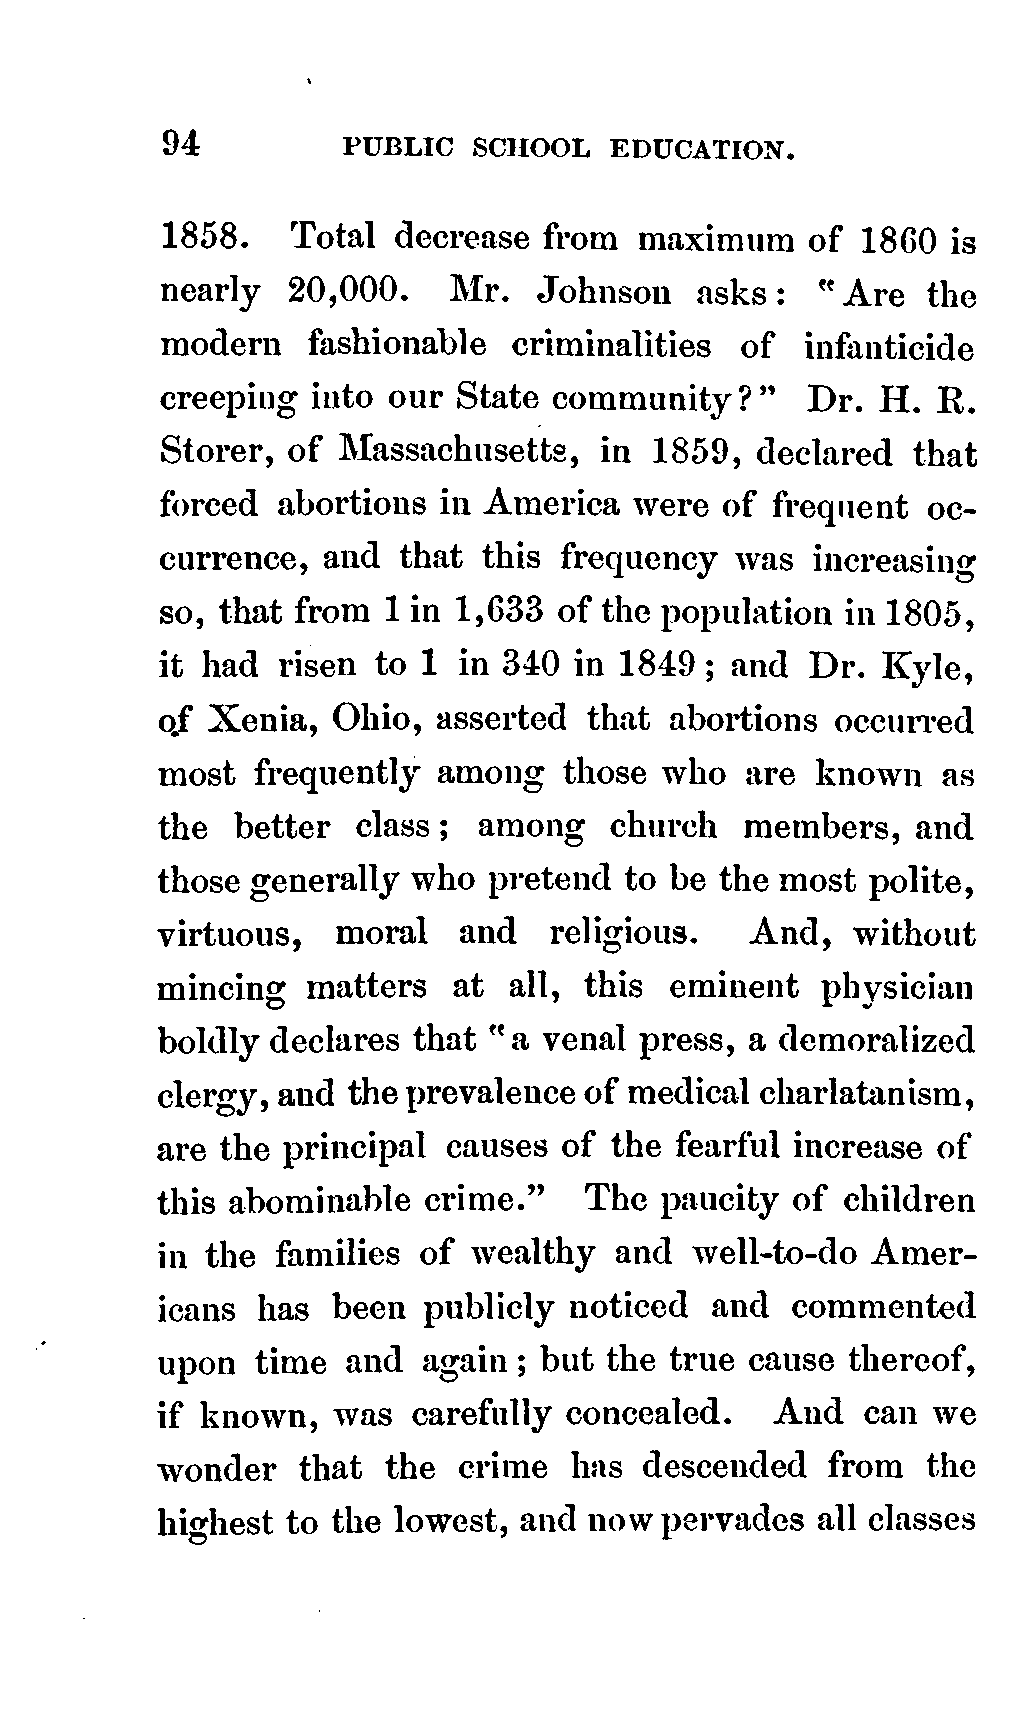 94 PUBLIC SCHOOL EDUCATION.
1858. Total decrease from maximum of 1860 is
nearly 20,000. Mr. Johnson asks: "Are the
modern fashionable criminalities of infanticide
creeping into our State community?" Dr. H. R.
Storer, of Massachusetts, in 1859, declared that
forced abortions in America were of frequent oc-
currence, and that this frequency was increasing
so, that from 1 in 1,633 of the population in 1805,
it had risen to 1 in 340 in 1849; and Dr. Kyle,
of Xenia, Ohio, asserted that abortions occurred
most frequently among those who are known as
the better class; among church members, and
those generally who pretend to be the most polite,
virtuous, moral and religious. And, without
mincing matters at all, this eminent physician
boldly declares that "a venal press, a demoralized
clergy, and the prevalence of medical charlatanism,
are the principal causes of the fearful increase of
this abominable crime." The paucity of children
in the families of wealthy and well-to-do Amer-
icans has been publicly noticed and commented
upon time and again; but the true cause thereof,
if known, was carefully concealed. And can we
wonder that the crime has descended from the
highest to the lowest, and now pervades all classes